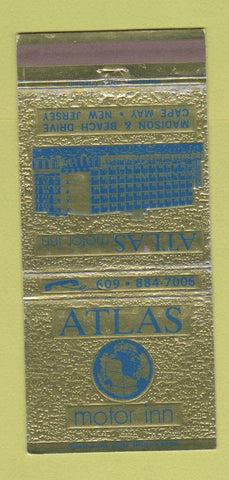 MADISON & BEACH DRIVE
CAPE MAY • NEW JERSEY
ATLAS
motor inn
609 • 884-7006
ATLAS
motor inn